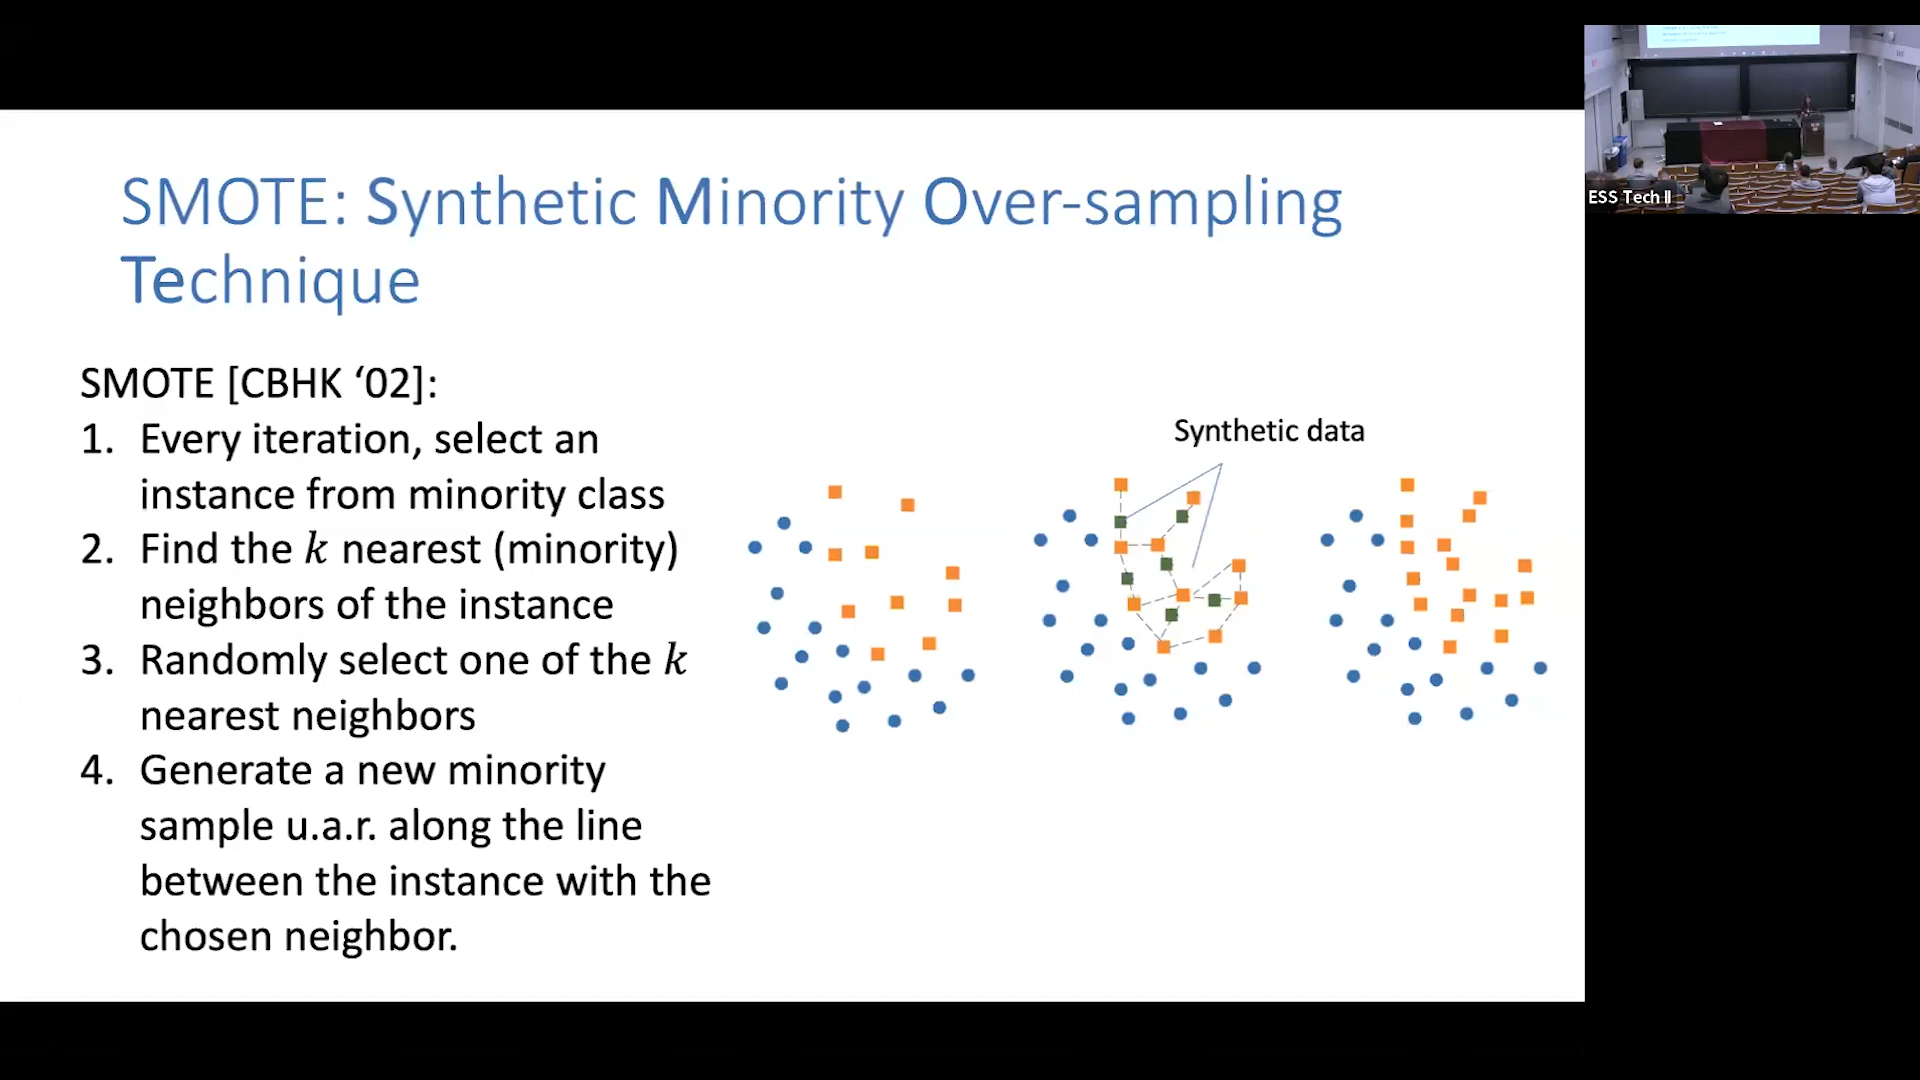 SMOTE: Synthetic Minority Over-sampling
Technique
SMOTE [CBHK ‘02]:
1. Every iteration, select an
instance from minority class
2. Find the k nearest (minority)
neighbors of the instance
3. Randomly select one of the k
nearest neighbors
4. Generate a new minority
sample u.a.r. along the line
between the instance with the
chosen neighbor.
Synthetic data
ESS Tech II